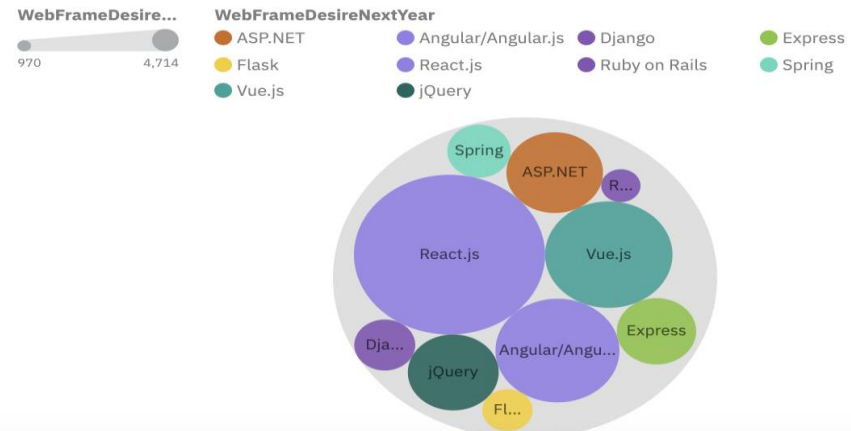 WebFrameDesire... WebFrameDesireNextYear
ASP.NET Angular/Angular.js Django Express
970 4,714
Flask React.js Ruby on Rails Spring
Vue.js jQuery
Spring
ASP.NET
R...
React.js
Vue.js
Express
Dja...
Angular/Angu...
jQuery
Fl...